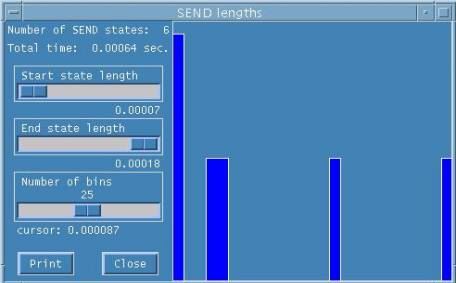 SEND lengths
Number of SEND states: 6
Total time: 0.00064 sec.
Start state length
0.00007
End state length
0.00018
Number of bins
25
cursor: 0.000087
Print Close